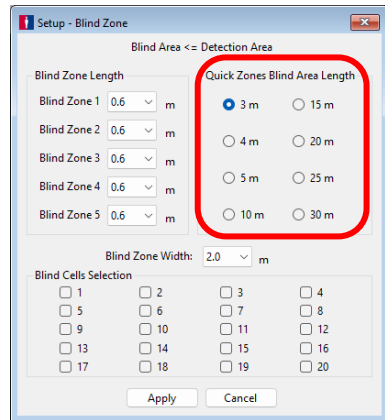 Setup - Blind Zone
Blind Area <= Detection Area
Blind Zone Length
Blind Zone 1 0.6 m
Blind Zone 2 0.6 m
Blind Zone 3 0.6 m
Blind Zone 4 0.6 m
Blind Zone 5 0.6 m
Quick Zones Blind Area Length
3 m 15 m
4 m 20 m
5 m 25 m
10 m 30 m
Blind Zone Width: 2.0 m
Blind Cells Selection
1 2 3 4
5 6 7 8
9 10 11 12
13 14 15 16
17 18 19 20
Apply Cancel